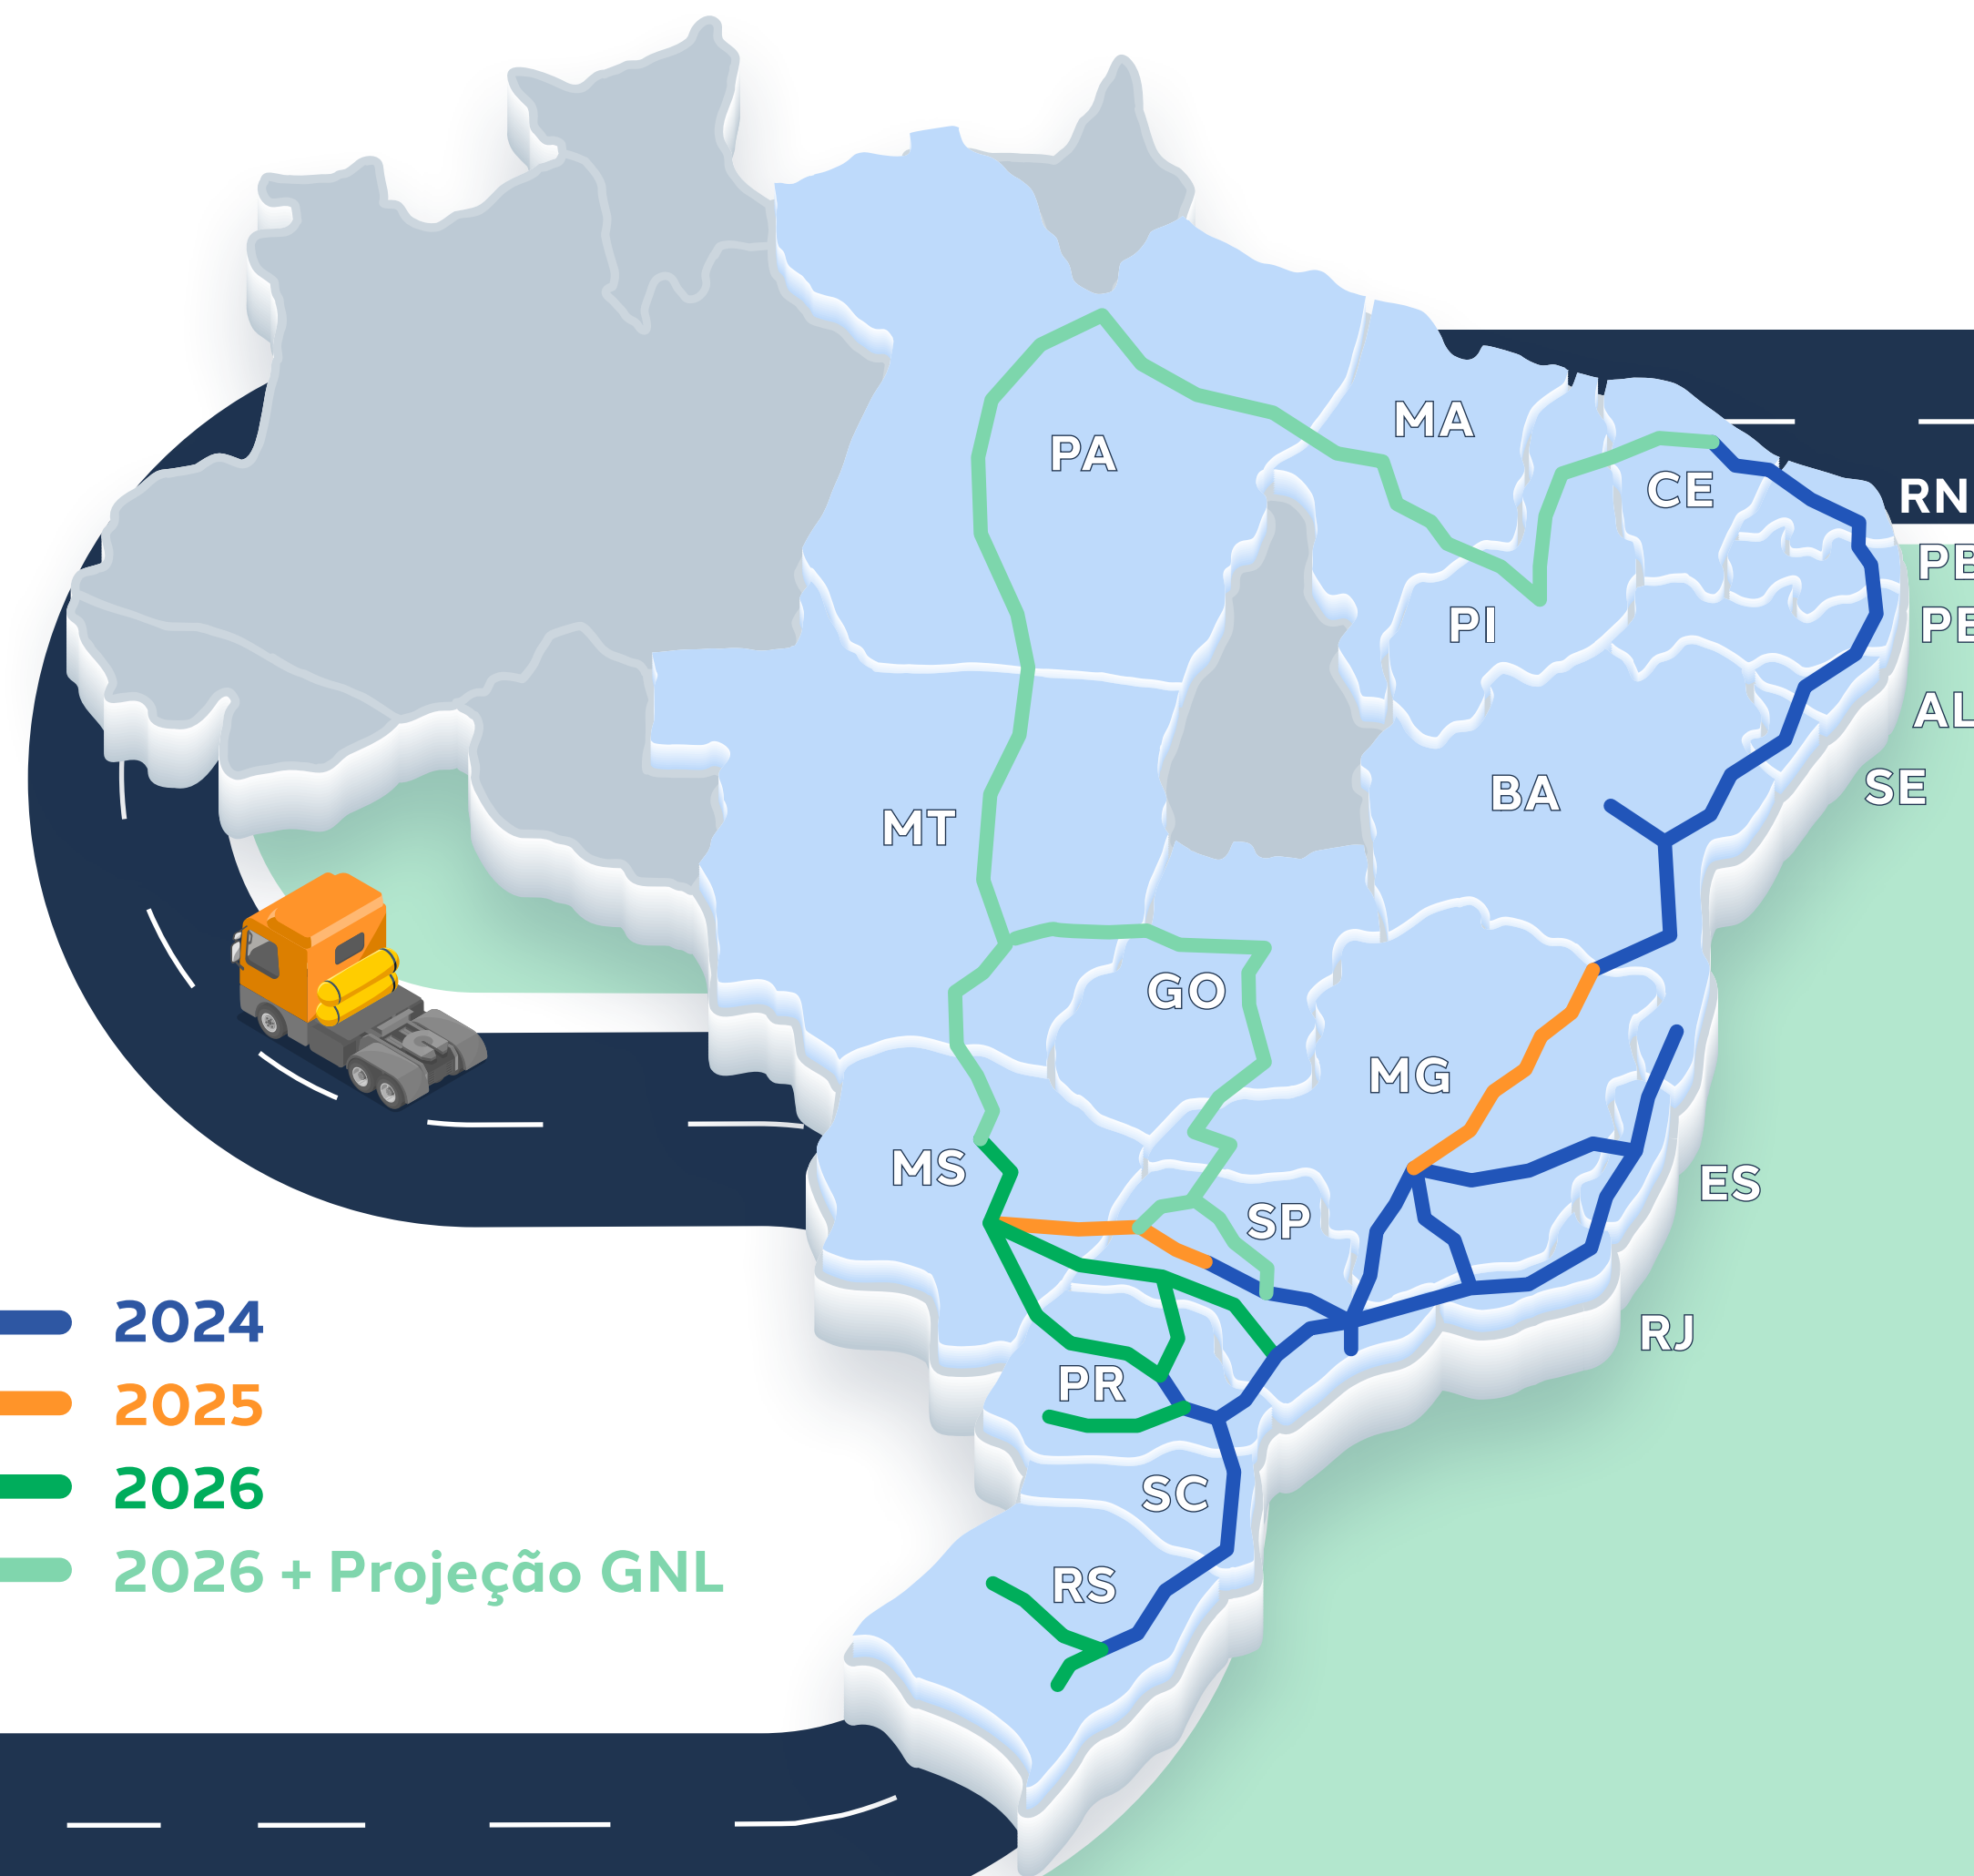 MA
PA
CE
RN
PB
PI
PE
AL
BA
SE
MT
GO
MG
MS
ES
SP
RJ
PR
SC
RS
2024
2025
2026
2026 + Projeção GNL